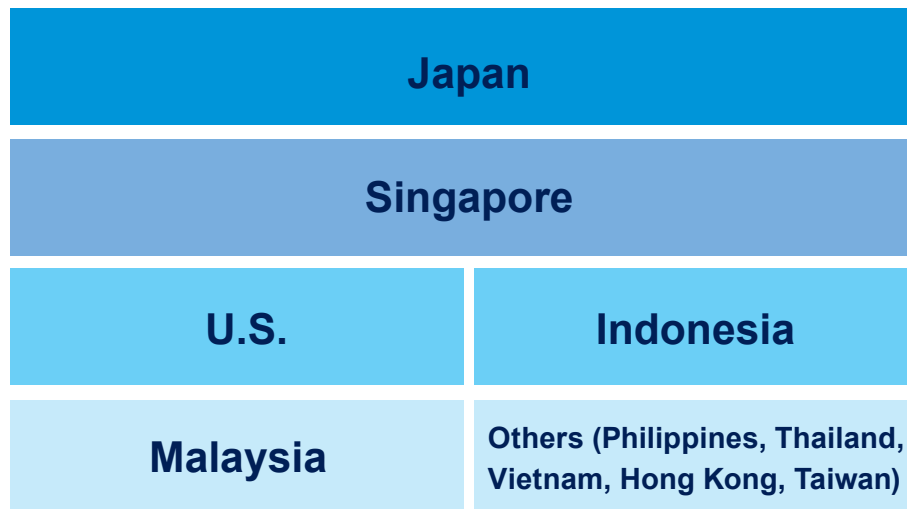 Japan
Singapore
U.S.
Indonesia
Malaysia
Others (Philippines, Thailand,
Vietnam, Hong Kong, Taiwan)